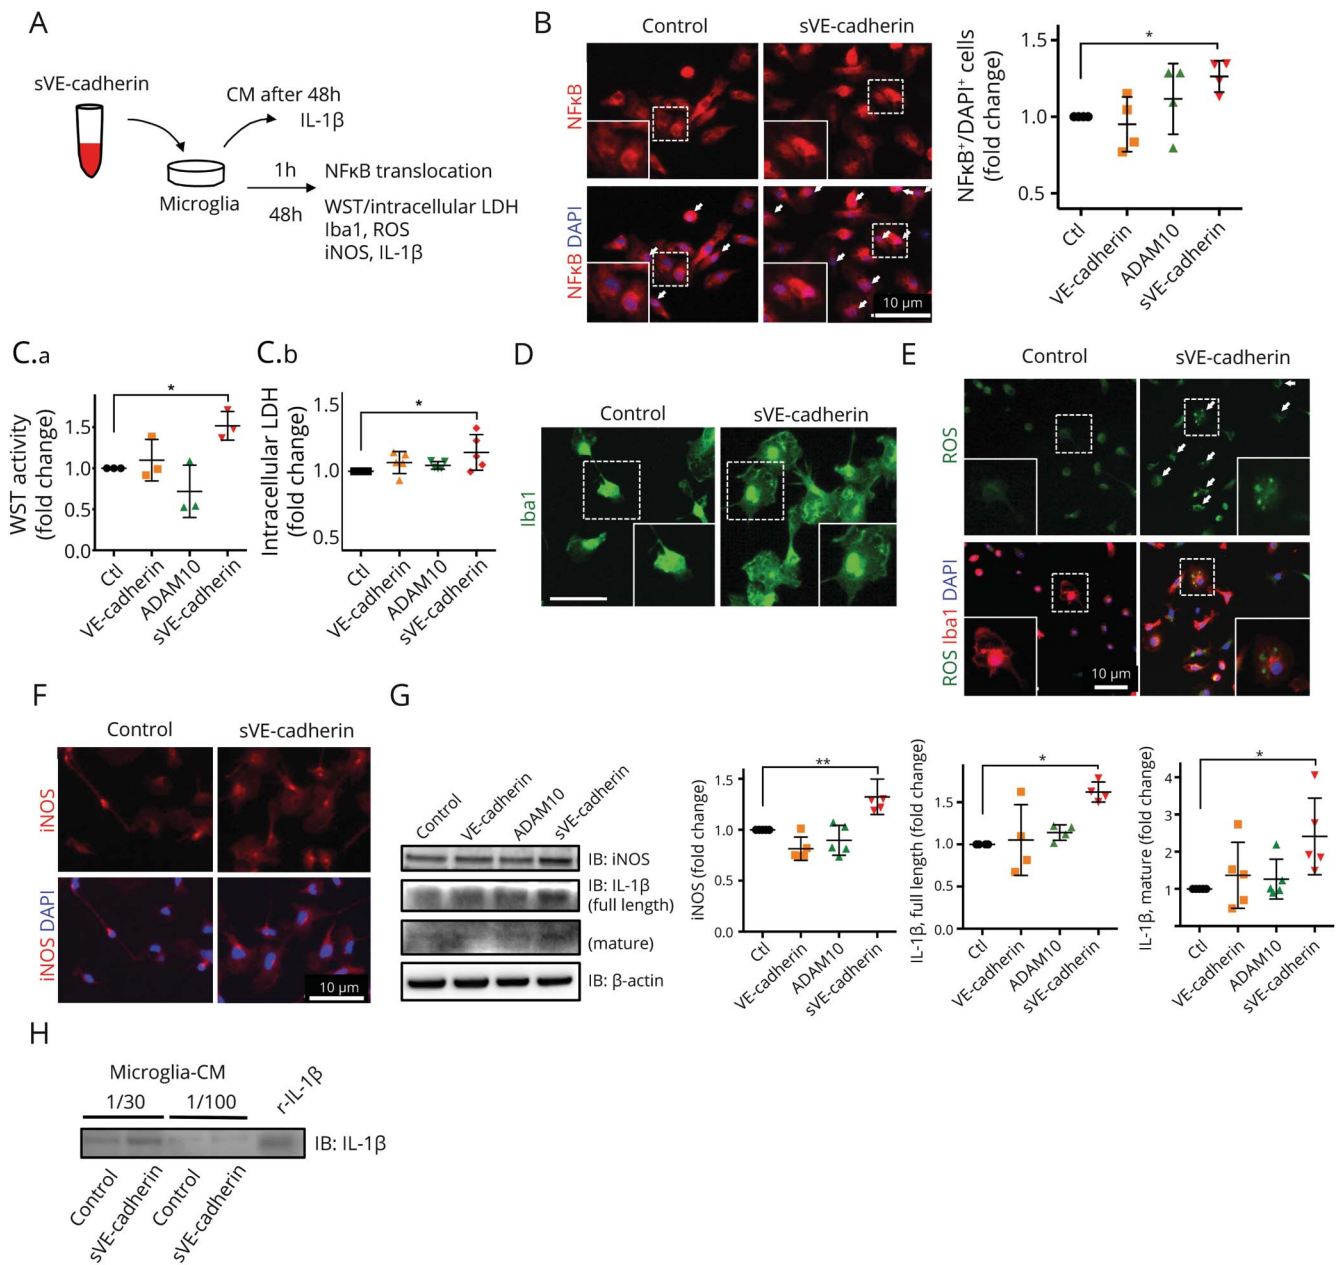 A
sVE-cadherin
CM after 48h
IL-1β
Microglia
1h
48h
NFκB translocation
WST/intracellular LDH
Iba1, ROS
iNOS, IL-1β
B
Control
sVE-cadherin
NFκB
NFκB DAPI
10 μm
NFκB⁺/DAPI⁺ cells
(fold change)
1.5
1.0
0.5
*
Ctl
VE-cadherin
ADAM10
sVE-cadherin
C.a
WST activity
(fold change)
1.5
1.0
0.5
0.0
*
Ctl
VE-cadherin
ADAM10
sVE-cadherin
C.b
Intracellular LDH
(fold change)
1.5
1.0
0.5
*
Ctl
VE-cadherin
ADAM10
sVE-cadherin
D
Control
sVE-cadherin
Iba1
E
Control
sVE-cadherin
ROS
ROS Iba1 DAPI
10 μm
F
Control
sVE-cadherin
iNOS
iNOS DAPI
10 μm
G
Control
VE-cadherin
ADAM10
sVE-cadherin
IB: iNOS
IB: IL-1β
(full length)
(mature)
IB: β-actin
iNOS (fold change)
1.5
1.0
0.5
0.0
**
Ctl
VE-cadherin
ADAM10
sVE-cadherin
IL-1β, full length (fold change)
1.5
1.0
0.5
0.0
*
Ctl
VE-cadherin
ADAM10
sVE-cadherin
IL-1β, mature (fold change)
4
3
2
1
*
Ctl
VE-cadherin
ADAM10
sVE-cadherin
H
Microglia-CM
1/30
1/100
r-IL-1β
IB: IL-1β
Control
sVE-cadherin
Control
sVE-cadherin